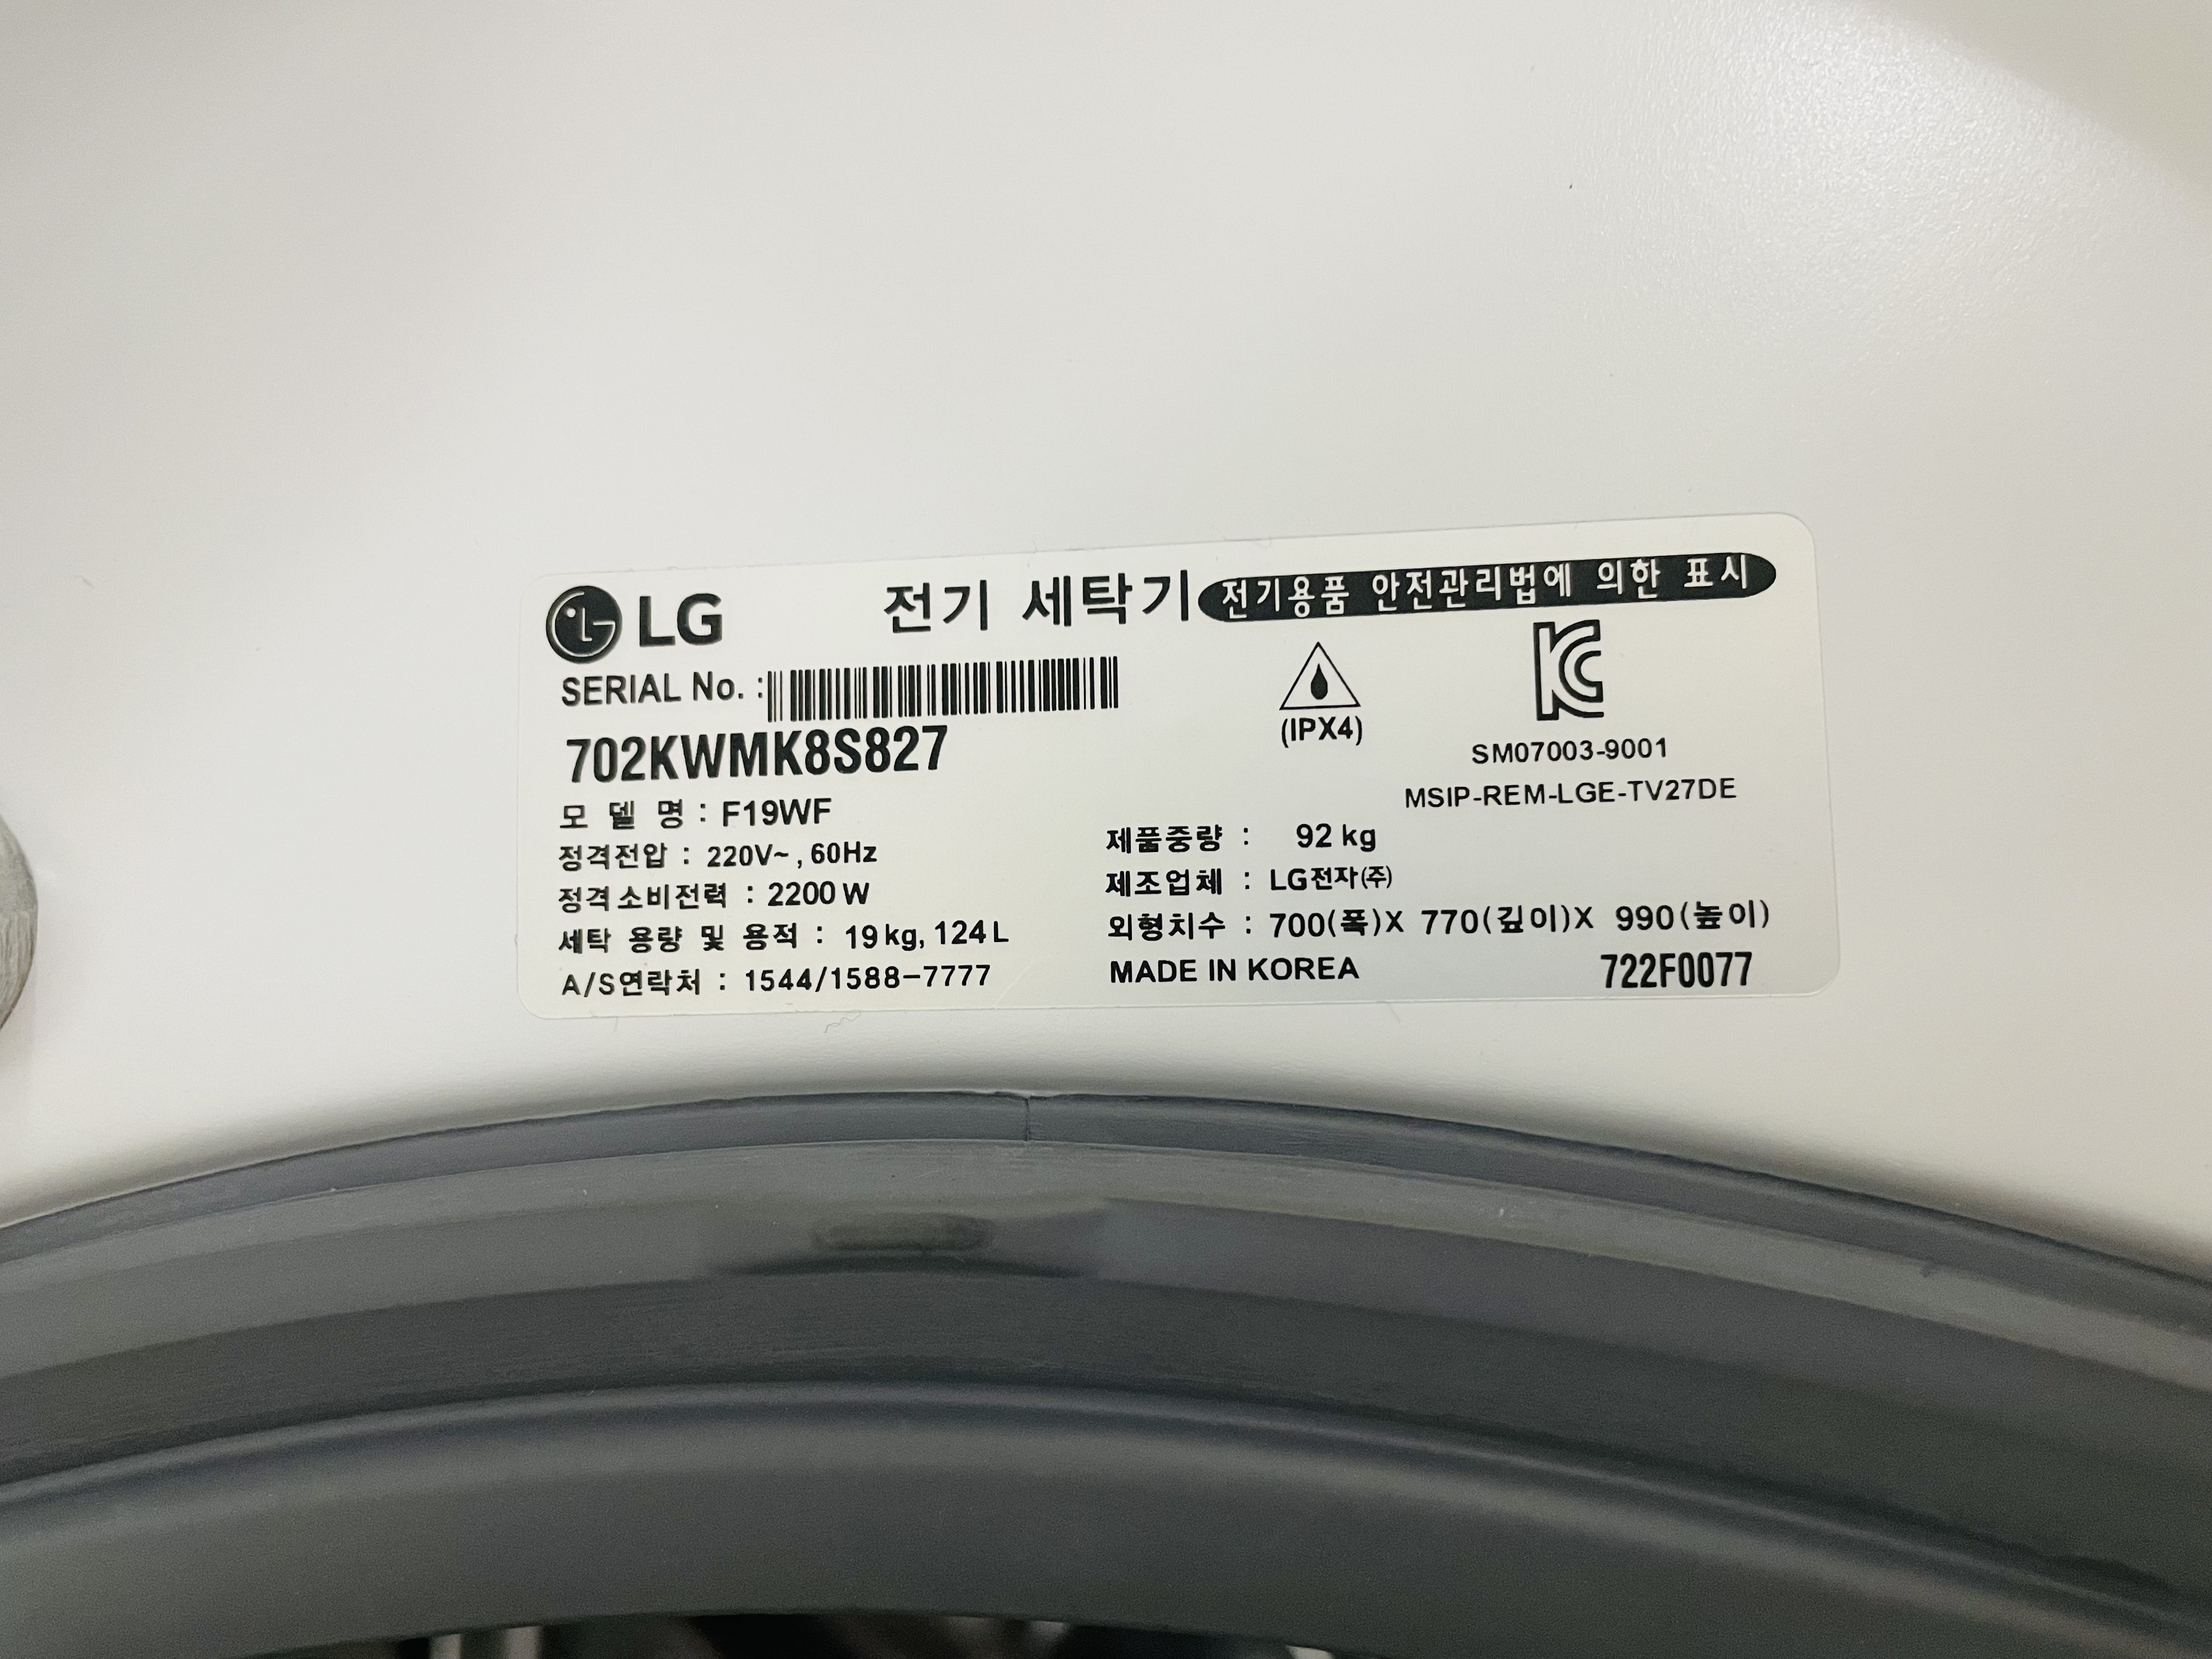 LG 전기 세탁기 전기용품 안전관리법에 의한 표시
SERIAL No. :
702KWMK8S827
(IPX4)
SM07003-9001
MSIP-REM-LGE-TV27DE
모 델 명 : F19WF
정격전압 : 220V~, 60Hz
정격소비전력 : 2200 W
세탁 용량 및 용적 : 19 kg, 124 L
A/S연락처 : 1544/1588-7777
제품중량 : 92 kg
제조업체 : LG전자(주)
외형치수 : 700(폭)X 770(깊이)X 990(높이)
MADE IN KOREA 722F0077